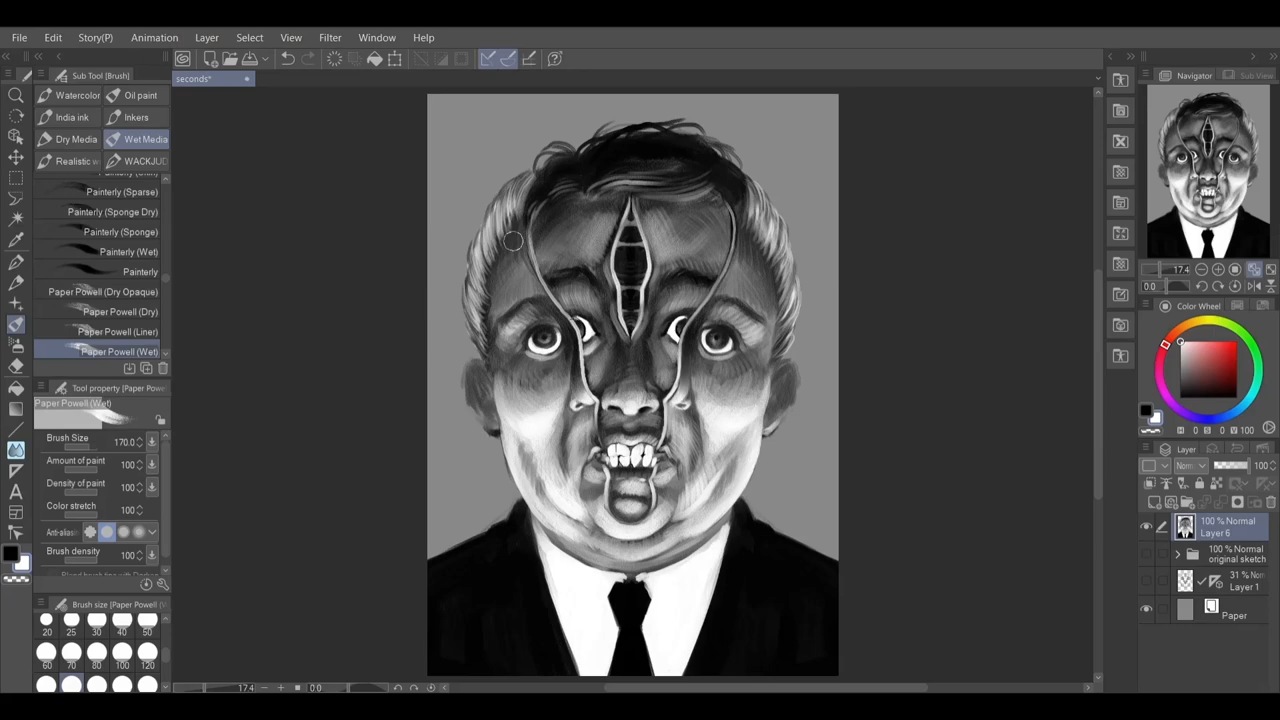 File Edit Story(P) Animation Layer Select View Filter Window Help
Sub Tool [Brush]
seconds*
Navigator Sub View
Watercolor Oil paint
India ink Inkers
Dry Media Wet Media
Realistic w WACKJUD
Painterly (Sparse)
Painterly (Sponge Dry)
Painterly (Sponge)
Painterly (Wet)
Painterly
Paper Powell (Dry Opaque)
Paper Powell (Dry)
Paper Powell (Liner)
Paper Powell (Wet)
Tool property [Paper Powe
Paper Powell (Wet)
Brush Size 170.0
Amount of paint 100
Density of paint 100
Color stretch 100
Anti-aliasi
Brush density 100
Brush size [Paper Powell (W
20 25 30 40 50
60 70 80 100 120
17.4 0.0
17.4
0.0
Color Wheel
H 0 S 0 V 100
Layer
Norm 100
100 % Normal
Layer 6
100 % Normal
original sketch
31 % Norr
Layer 1
Paper